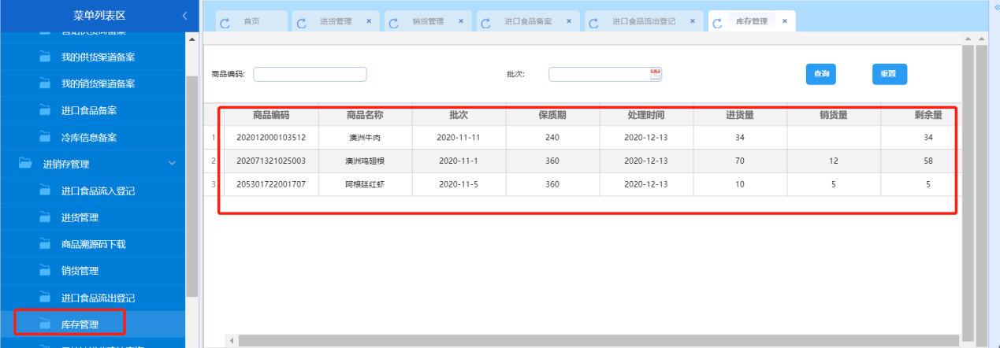 菜单列表区
首站供货商备案
我的供货渠道备案
我的销货渠道备案
进口食品备案
冷库信息备案
进销存管理
进口食品流入登记
进货管理
商品溯源码下载
销货管理
进口食品流出登记
库存管理
首页 进货管理 × 销货管理 × 进口食品备案 × 进口食品流出登记 × 库存管理 ×
商品编码: 批次: 查询 重置
商品编码 商品名称 批次 保质期 处理时间 进货量 销货量 剩余量
1 202012000103512 澳洲牛肉 2020-11-11 240 2020-12-13 34 34
2 202071321025003 澳洲鸡翅根 2020-11-1 360 2020-12-13 70 12 58
3 205301722001707 阿根廷红虾 2020-11-5 360 2020-12-13 10 5 5